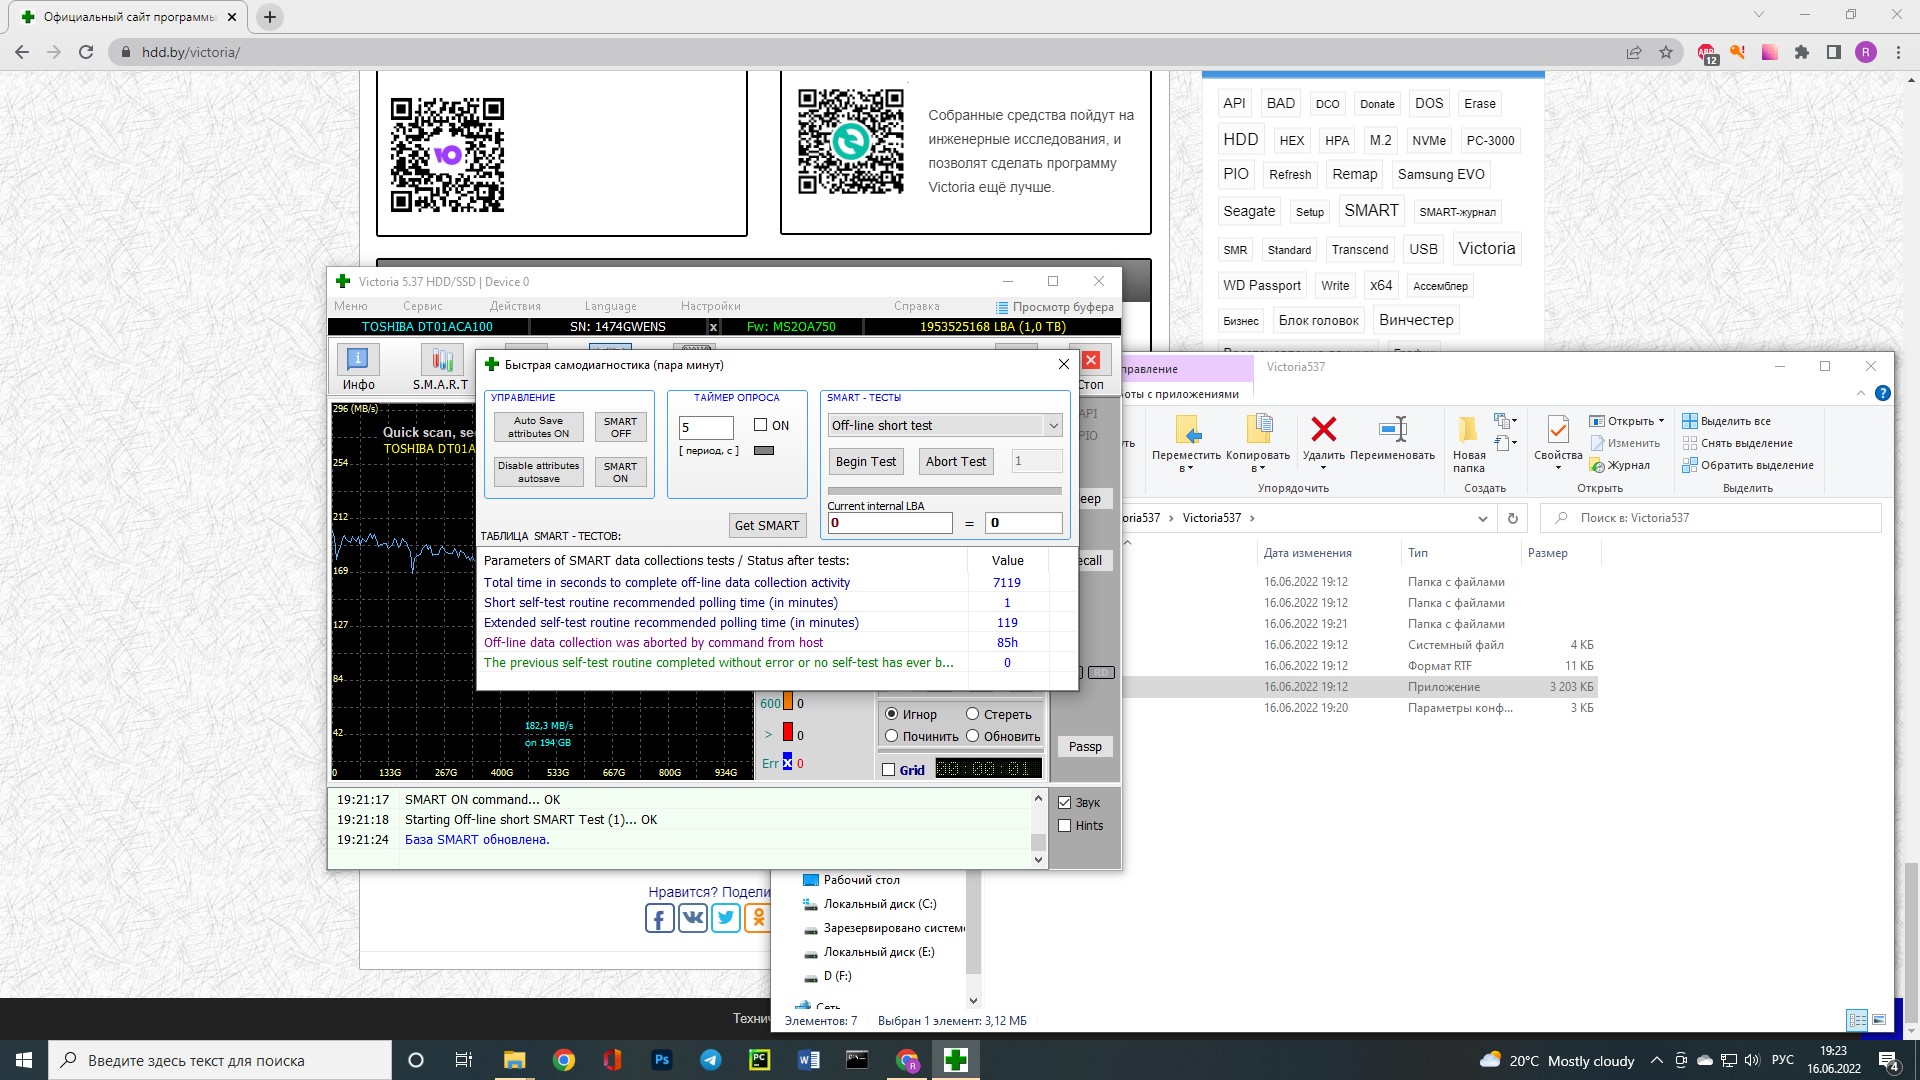 Официальный сайт программы
hdd.by/victoria/
12
R
Ю
Собранные средства пойдут на
инженерные исследования, и
позволят сделать программу
Victoria ещё лучше.
API BAD DCO Donate DOS Erase
HDD HEX HPA M.2 NVMe PC-3000
PIO Refresh Remap Samsung EVO
Seagate Setup SMART SMART-журнал
SMR Standard Transcend USB Victoria
WD Passport Write x64 Ассемблер
Бизнес Блок головок Винчестер
Victoria 5.37 HDD/SSD | Device 0
Меню Сервис Действия Language Настройки Справка Просмотр буфера
TOSHIBA DT01ACA100 SN: 1474GWENS x Fw: MS2OA750 1953525168 LBA (1,0 TB)
Инфо S.M.A.R.T Стоп
296 (MB/s)
Quick scan, se
TOSHIBA DT01A
254
212
169
127
84
42
182,3 MB/s
on 194 GB
0 133G 267G 400G 533G 667G 800G 934G
Быстрая самодиагностика (пара минут)
УПРАВЛЕНИЕ
Auto Save attributes ON
SMART OFF
Disable attributes autosave
SMART ON
ТАЙМЕР ОПРОСА
5 ON
[ период, с ]
SMART - ТЕСТЫ
Off-line short test
Begin Test Abort Test 1
Current internal LBA
0 = 0
Get SMART
ТАБЛИЦА SMART - ТЕСТОВ:
Parameters of SMART data collections tests / Status after tests: Value
Total time in seconds to complete off-line data collection activity 7119
Short self-test routine recommended polling time (in minutes) 1
Extended self-test routine recommended polling time (in minutes) 119
Off-line data collection was aborted by command from host 85h
The previous self-test routine completed without error or no self-test has ever b... 0
API
PIO
eep
ecall
600 0
> 0
Err x 0
Игнор Стереть
Починить Обновить
Grid 00:00:01
Passp
19:21:17 SMART ON command... OK
19:21:18 Starting Off-line short SMART Test (1)... OK
19:21:24 База SMART обновлена.
Звук
Hints
правление Victoria537
оты с приложениями
Переместить в
Копировать в
Удалить
Переименовать
Новая папка
Свойства
Открыть
Изменить
Журнал
Выделить все
Снять выделение
Обратить выделение
Упорядочить Создать Открыть Выделить
oria537 > Victoria537 > Поиск в: Victoria537
Дата изменения Тип Размер
16.06.2022 19:12 Папка с файлами
16.06.2022 19:12 Папка с файлами
16.06.2022 19:21 Папка с файлами
16.06.2022 19:12 Системный файл 4 КБ
16.06.2022 19:12 Формат RTF 11 КБ
16.06.2022 19:12 Приложение 3 203 КБ
16.06.2022 19:20 Параметры конф... 3 КБ
Нравится? Подели
Рабочий стол
Локальный диск (C:)
Зарезервировано системо
Локальный диск (E:)
D (F:)
Сеть
Элементов: 7 Выбран 1 элемент: 3,12 МБ
Технич
Введите здесь текст для поиска
Ps
PC
W
R
20°C Mostly cloudy
РУС
19:23
16.06.2022
4